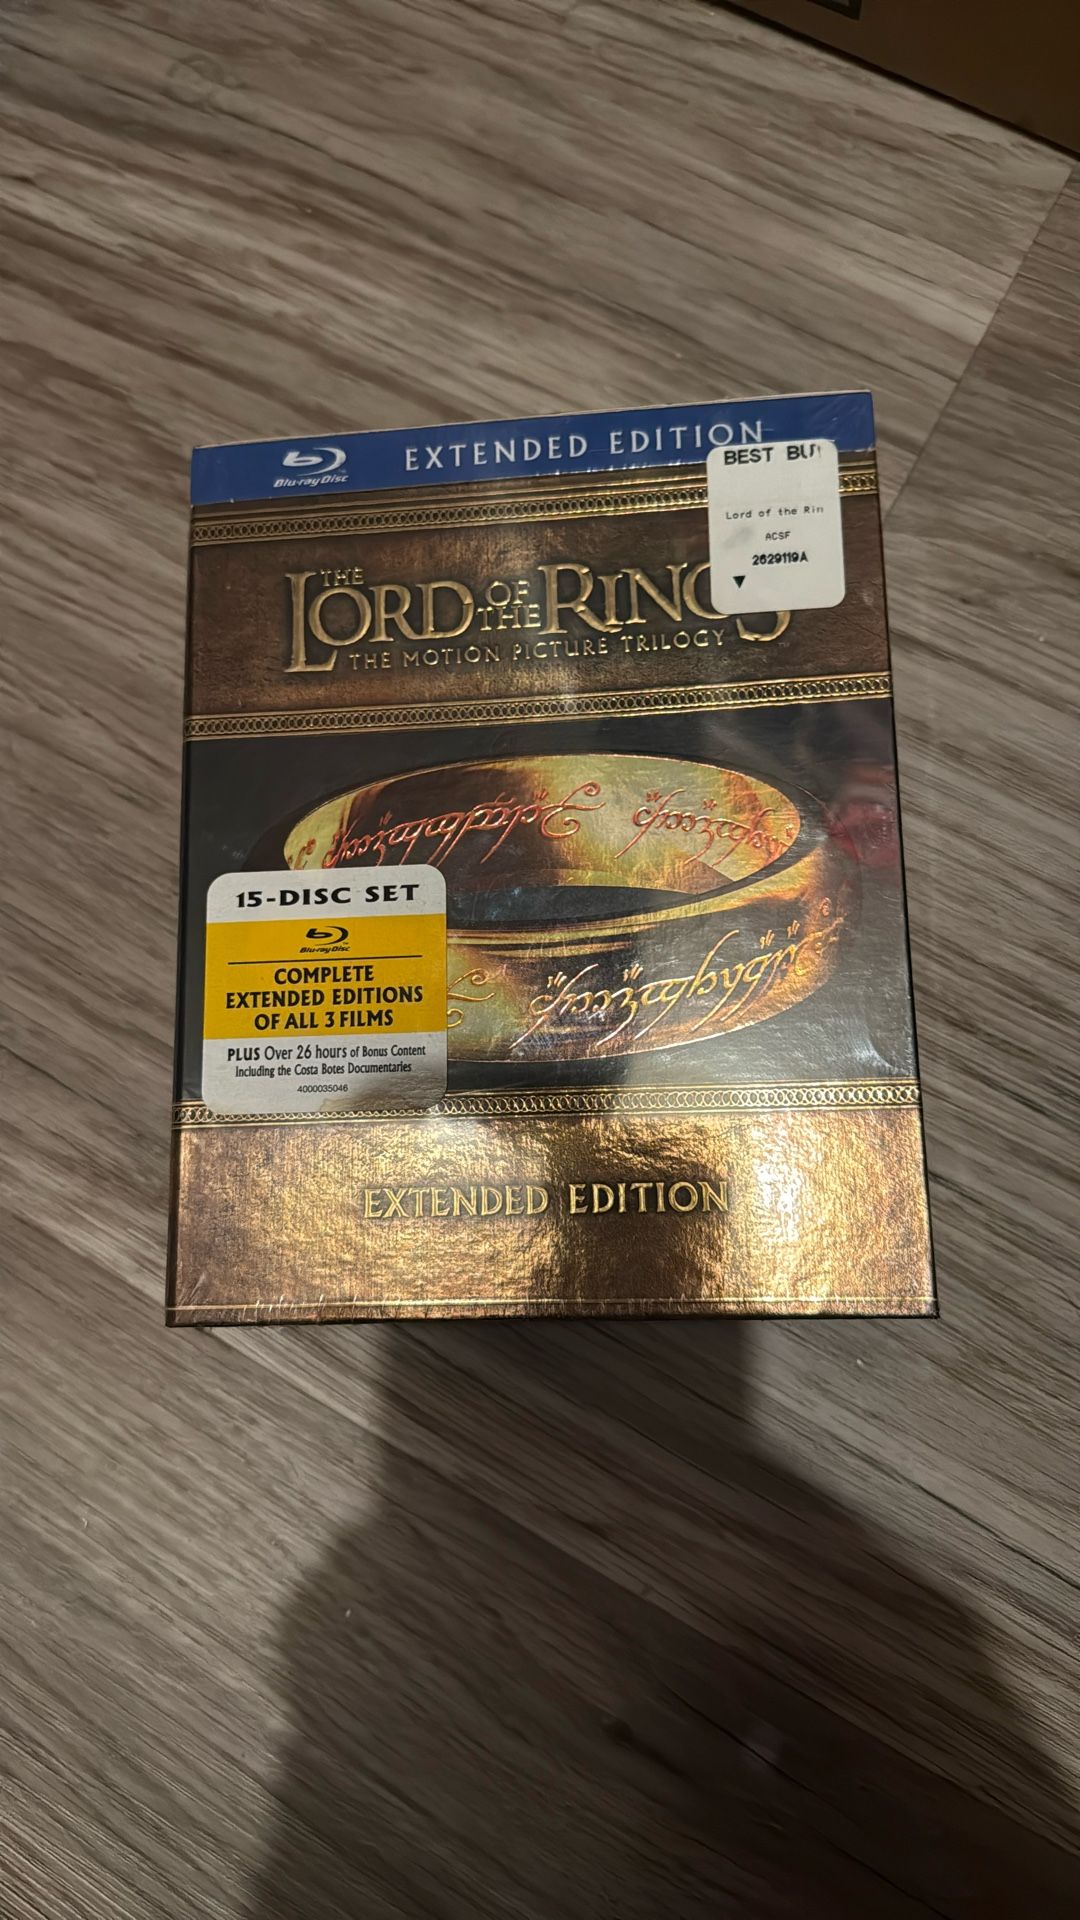 Blu-ray Disc
EXTENDED EDITION
BEST BU
Lord of the Rin
ACSF
2629119A
THE
LORD OF THE RINGS
THE MOTION PICTURE TRILOGY
15-DISC SET
Blu-ray Disc
COMPLETE
EXTENDED EDITIONS
OF ALL 3 FILMS
PLUS Over 26 hours of Bonus Content
Including the Costa Botes Documentaries
4000035046
EXTENDED EDITION